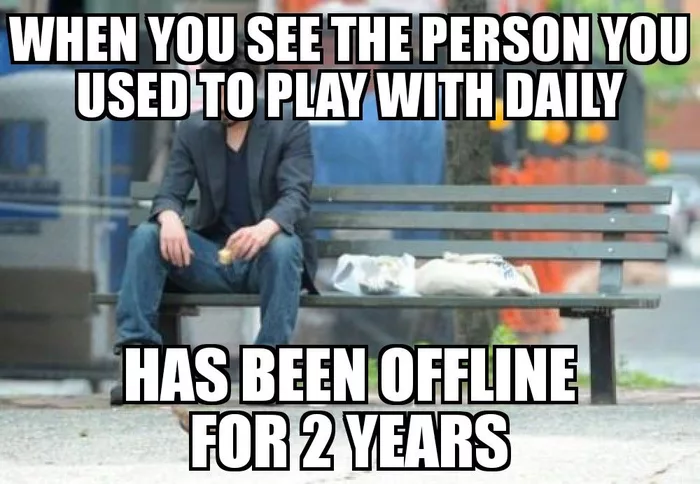 WHEN YOU SEE THE PERSON YOU
USED TO PLAY WITH DAILY
HAS BEEN OFFLINE
FOR 2 YEARS